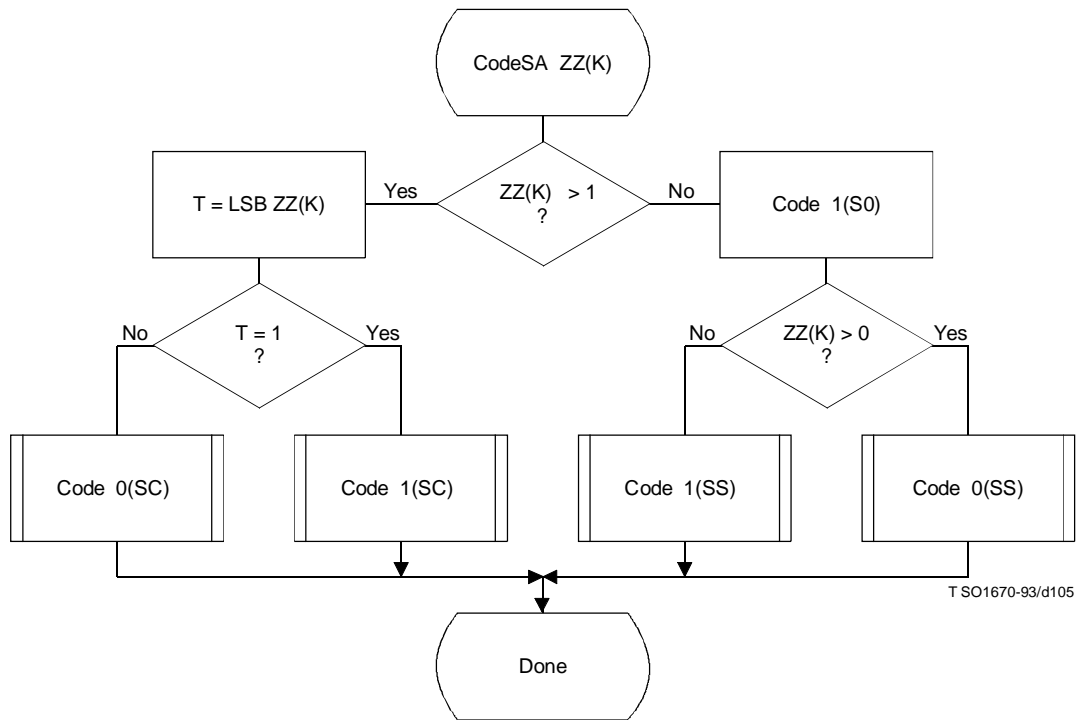 CodeSA ZZ(K)
T = LSB ZZ(K)
Yes
ZZ(K) > 1
?
No
Code 1(S0)
No
T = 1
?
Yes
No
ZZ(K) > 0
?
Yes
Code 0(SC)
Code 1(SC)
Code 1(SS)
Code 0(SS)
T SO1670-93/d105
Done